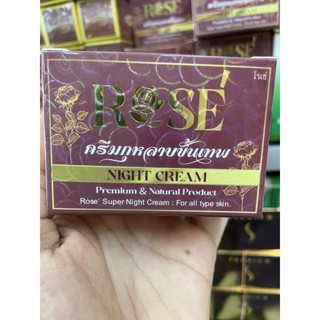 ROSÉ
โรเซ่
ครีมกุหลาบขั้นเทพ
NIGHT CREAM
Premium & Natural Product
Rose' Super Night Cream : For all type skin.